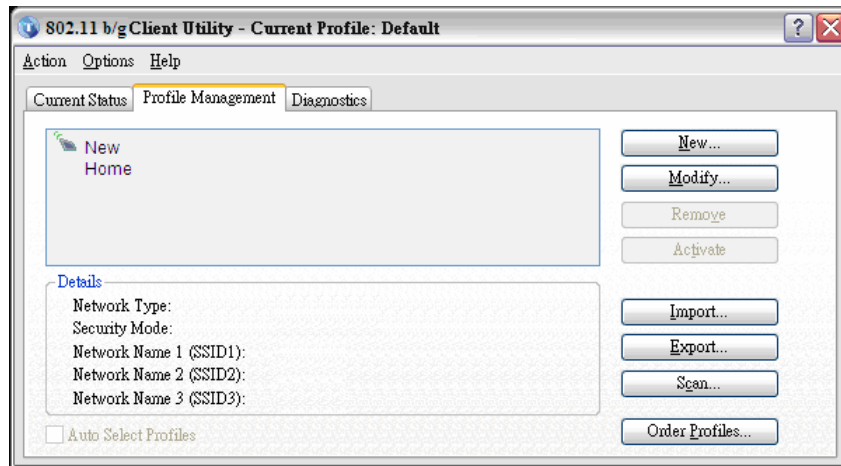 802.11 b/g Client Utility - Current Profile: Default
Action Options Help
Current Status Profile Management Diagnostics
New
Home
New...
Modify...
Remove
Activate
Details
Network Type:
Security Mode:
Network Name 1 (SSID1):
Network Name 2 (SSID2):
Network Name 3 (SSID3):
Import...
Export...
Scan...
Auto Select Profiles
Order Profiles...